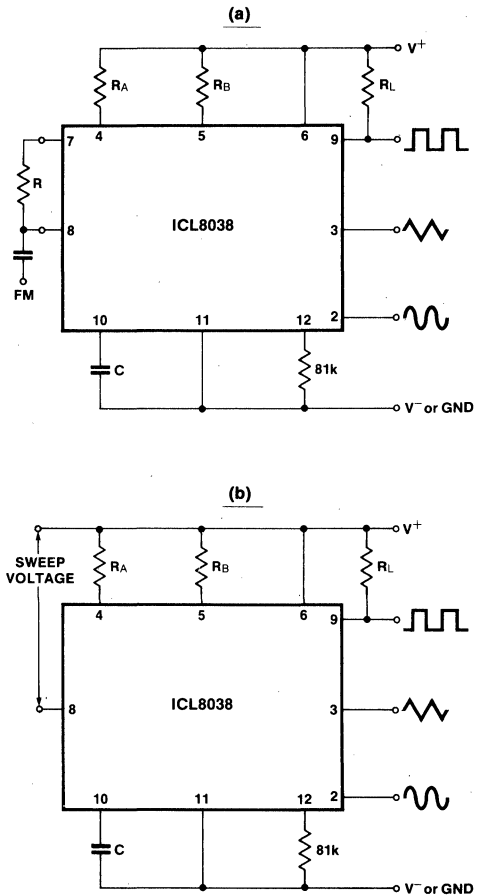 (a)
V+
RA RB RL
4 5 6
7 9
R
ICL8038
8 3
FM
2
10 11 12
C 81k
V− or GND
(b)
V+
SWEEP
VOLTAGE
RA RB RL
4 5 6
9
ICL8038
8 3
2
10 11 12
C 81k
V− or GND